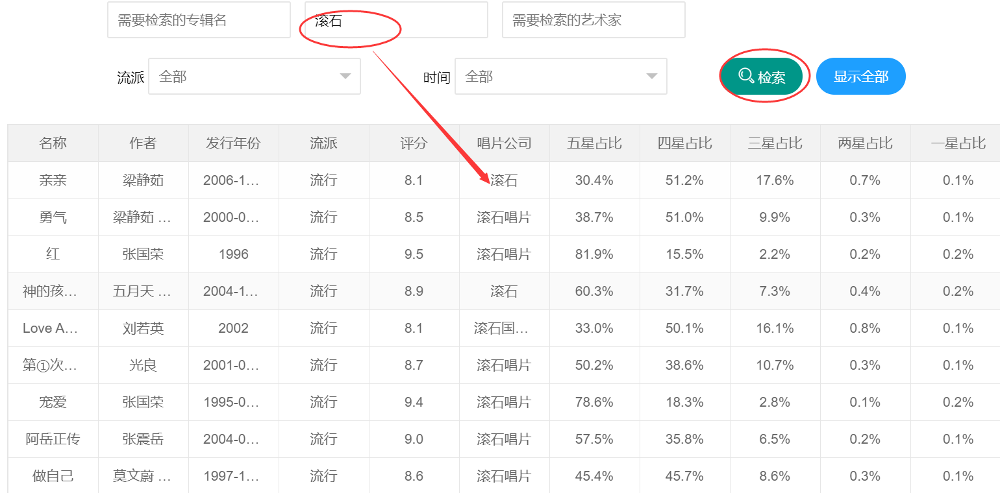 需要检索的专辑名 滚石 需要检索的艺术家
流派 全部 时间 全部 检索 显示全部
名称 作者 发行年份 流派 评分 唱片公司 五星占比 四星占比 三星占比 两星占比 一星占比
亲亲 梁静茹 2006-1... 流行 8.1 滚石 30.4% 51.2% 17.6% 0.7% 0.1%
勇气 梁静茹 ... 2000-0... 流行 8.5 滚石唱片 38.7% 51.0% 9.9% 0.3% 0.1%
红 张国荣 1996 流行 9.5 滚石唱片 81.9% 15.5% 2.2% 0.2% 0.2%
神的孩... 五月天 ... 2004-1... 流行 8.9 滚石 60.3% 31.7% 7.3% 0.4% 0.2%
Love A... 刘若英 2002 流行 8.1 滚石国... 33.0% 50.1% 16.1% 0.8% 0.1%
第①次... 光良 2001-0... 流行 8.7 滚石唱片 50.2% 38.6% 10.7% 0.3% 0.1%
宠爱 张国荣 1995-0... 流行 9.4 滚石唱片 78.6% 18.3% 2.8% 0.1% 0.2%
阿岳正传 张震岳 2004-0... 流行 9.0 滚石唱片 57.5% 35.8% 6.5% 0.2% 0.1%
做自己 莫文蔚 ... 1997-1... 流行 8.6 滚石唱片 45.4% 45.7% 8.6% 0.3% 0.1%